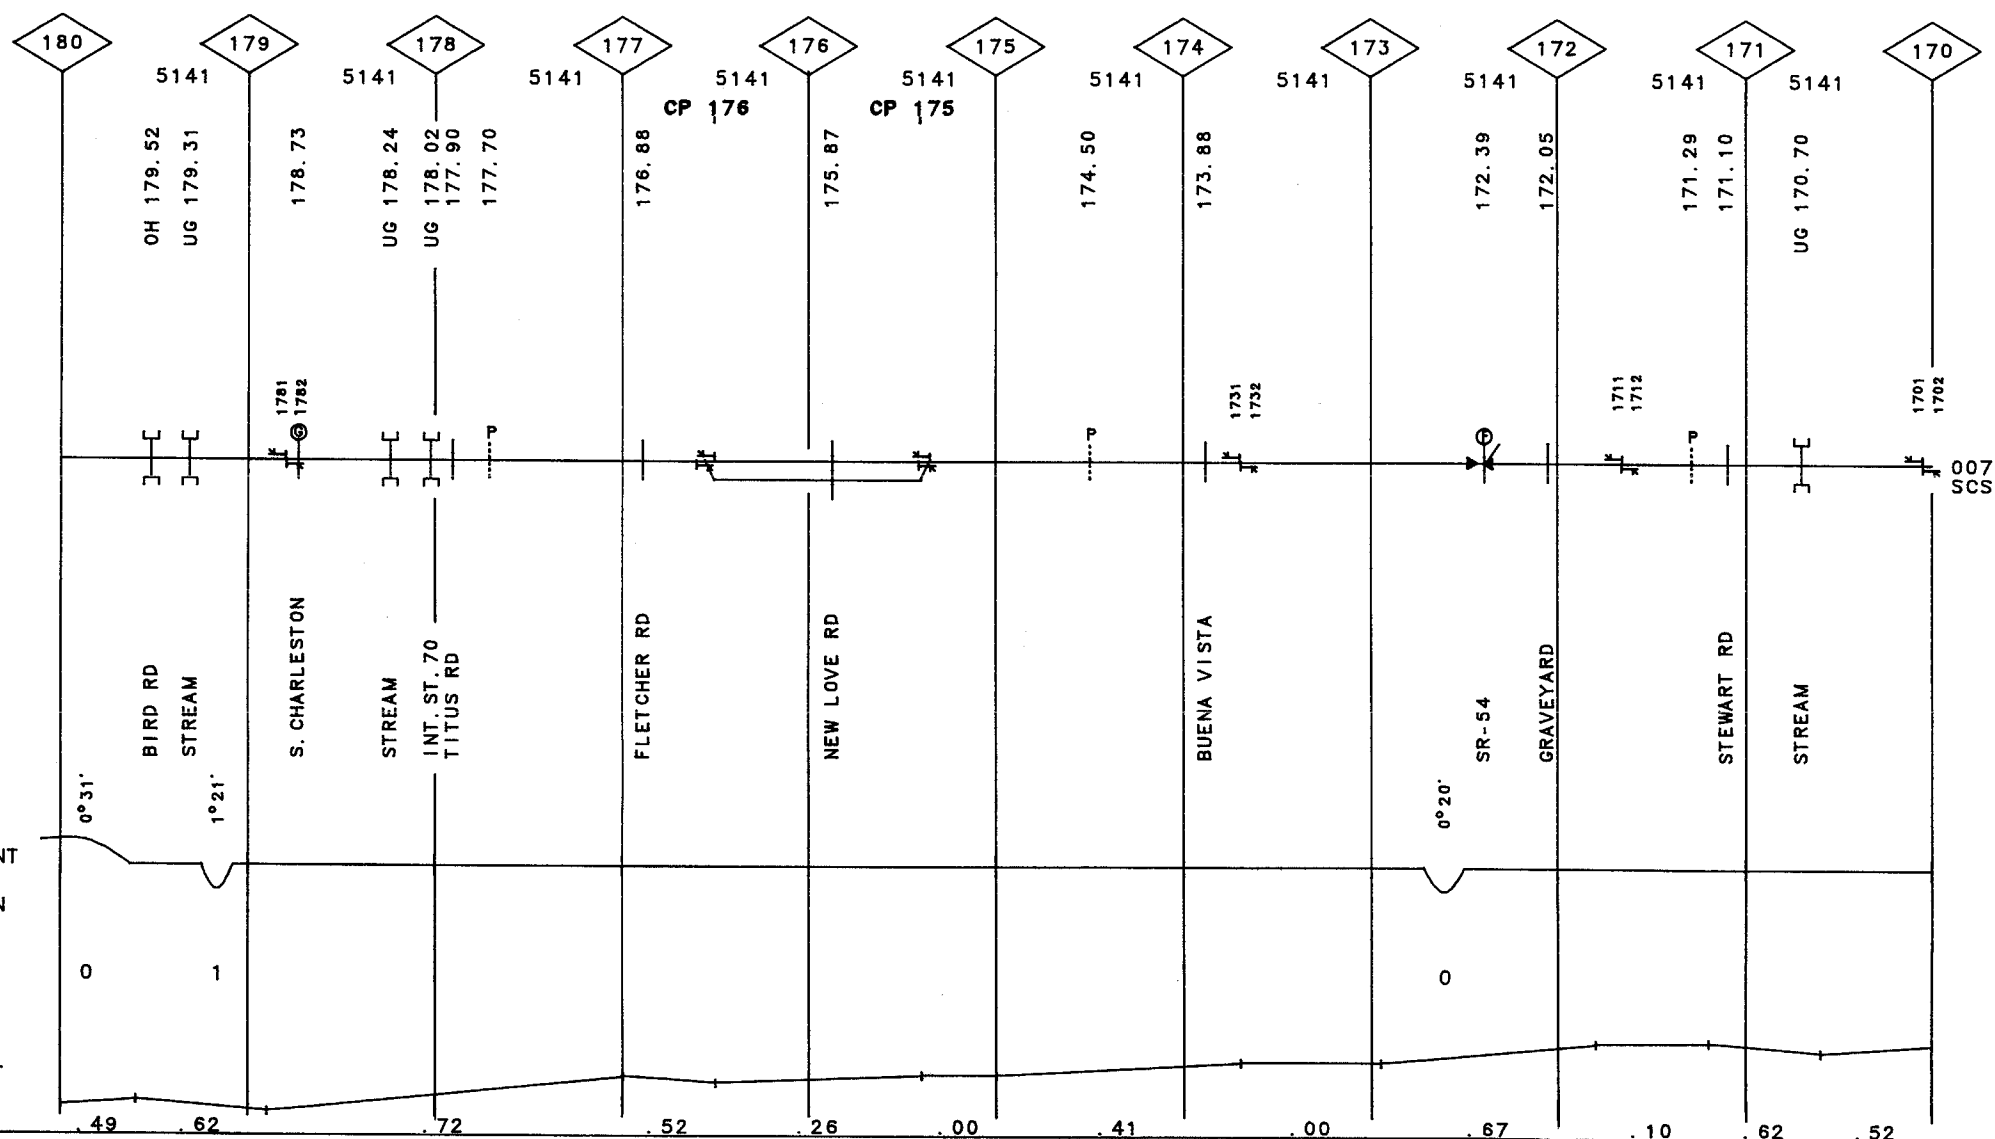 180 179 178 177 176 175 174 173 172 171 170
5141 5141 5141 5141 5141 5141 5141 5141 5141 5141
CP 176 CP 175
OH 179.52
UG 179.31
178.73
UG 178.24
UG 178.02
177.90
177.70
176.88
175.87
174.50
173.88
172.39
172.05
171.29
171.10
UG 170.70
1781
1782
G
P
P
1731
1732
F
1711
1712
P
1701
1702
007
SCS
BIRD RD
STREAM
S. CHARLESTON
STREAM
INT. ST. 70
TITUS RD
FLETCHER RD
NEW LOVE RD
BUENA VISTA
SR-54
GRAVEYARD
STEWART RD
STREAM
0°31'
1°21'
0°20'
NT
N
0 1 0
.49 .62 .72 .52 .26 .00 .41 .00 .67 .10 .62 .52